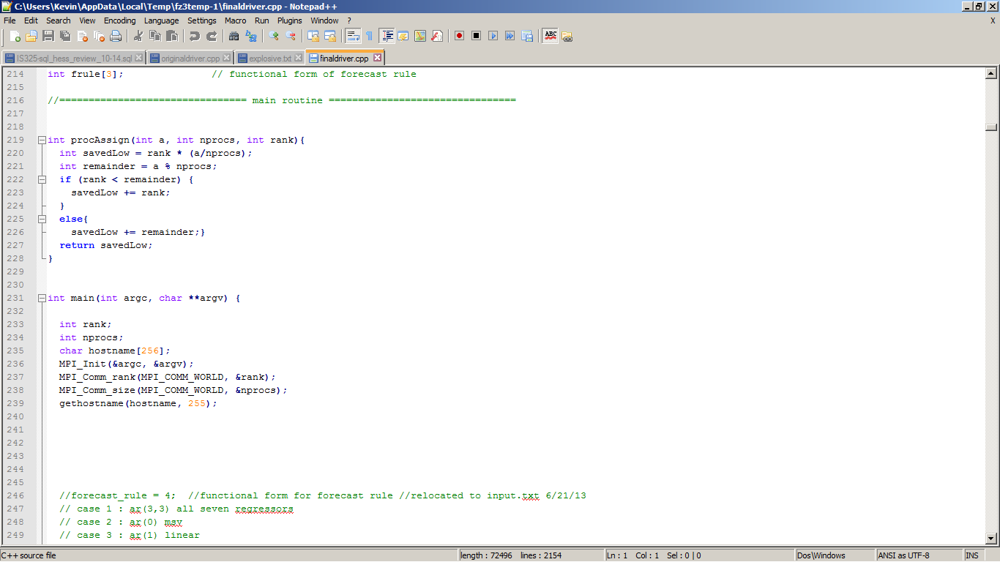 C:\Users\Kevin\AppData\Local\Temp\fz3temp-1\finaldriver.cpp - Notepad++
File Edit Search View Encoding Language Settings Macro Run Plugins Window ? X
IS325-sql_hess_review_10-14.sql originaldriver.cpp explosive.txt finaldriver.cpp
214 int frule[3]; // functional form of forecast rule
215
216 //================================ main routine ================================
217
218
219 int procAssign(int a, int nprocs, int rank){
220 int savedLow = rank * (a/nprocs);
221 int remainder = a % nprocs;
222 if (rank < remainder) {
223 savedLow += rank;
224 }
225 else{
226 savedLow += remainder;}
227 return savedLow;
228 }
229
230
231 int main(int argc, char **argv) {
232
233 int rank;
234 int nprocs;
235 char hostname[256];
236 MPI_Init(&argc, &argv);
237 MPI_Comm_rank(MPI_COMM_WORLD, &rank);
238 MPI_Comm_size(MPI_COMM_WORLD, &nprocs);
239 gethostname(hostname, 255);
240
241
242
243
244
245
246 //forecast_rule = 4; //functional form for forecast rule //relocated to input.txt 6/21/13
247 // case 1 : ar(3,3) all seven regressors
248 // case 2 : ar(0) msv
249 // case 3 : ar(1) linear
C++ source file length : 72496 lines : 2154 Ln : 1 Col : 1 Sel : 0 | 0 Dos\Windows ANSI as UTF-8 INS